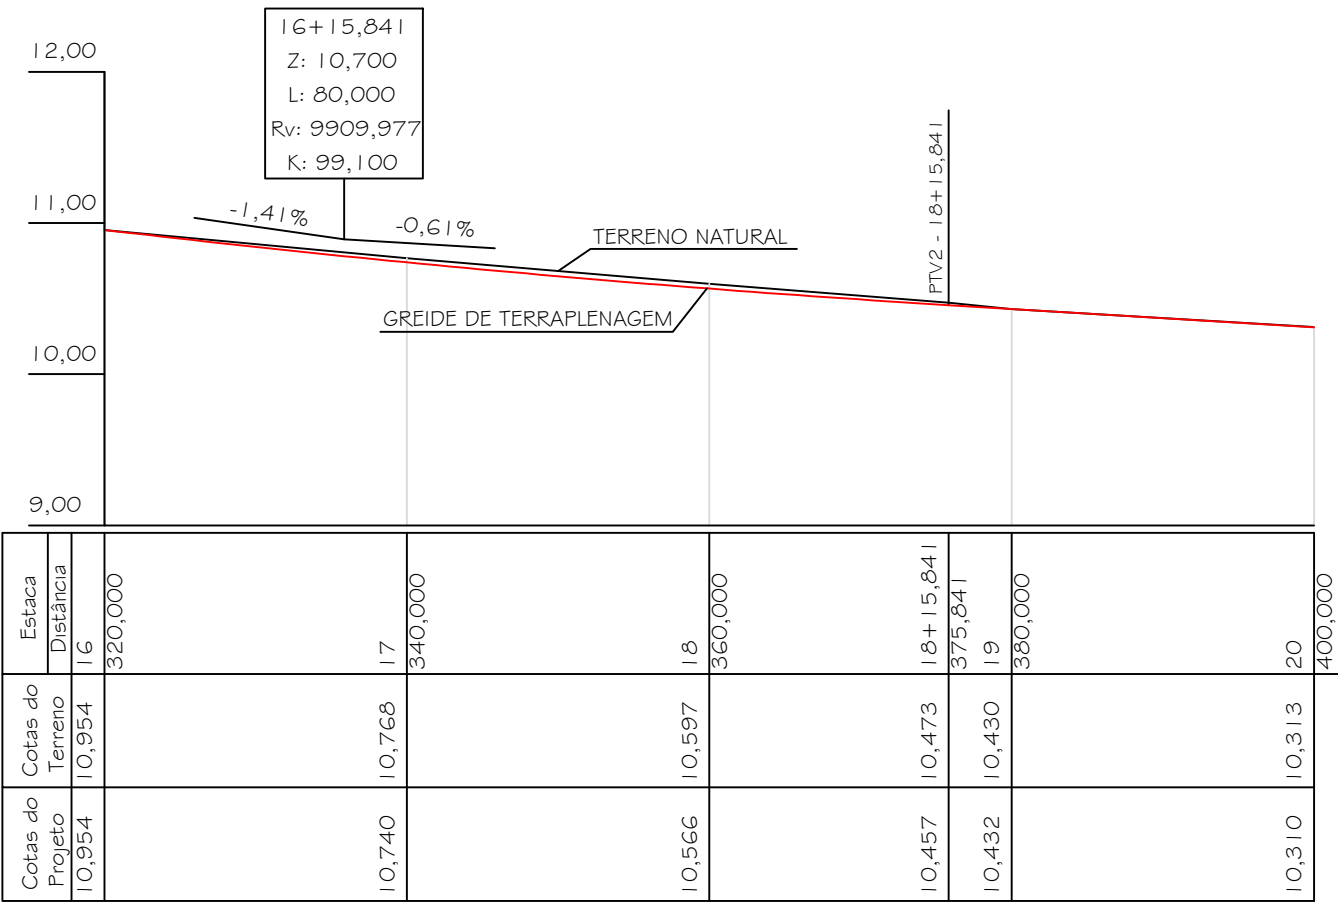 16+15,841
Z: 10,700
L: 80,000
Rv: 9909,977
K: 99,100
12,00
11,00
10,00
9,00
-1,41%
-0,61%
TERRENO NATURAL
GREIDE DE TERRAPLENAGEM
PTV2 - 18+15,841
Estaca
Distância
16
320,000
17
340,000
18
360,000
18+15,841
375,841
19
380,000
20
400,000
Cotas do
Terreno
10,954
10,768
10,597
10,473
10,430
10,313
Cotas do
Projeto
10,954
10,740
10,566
10,457
10,432
10,310